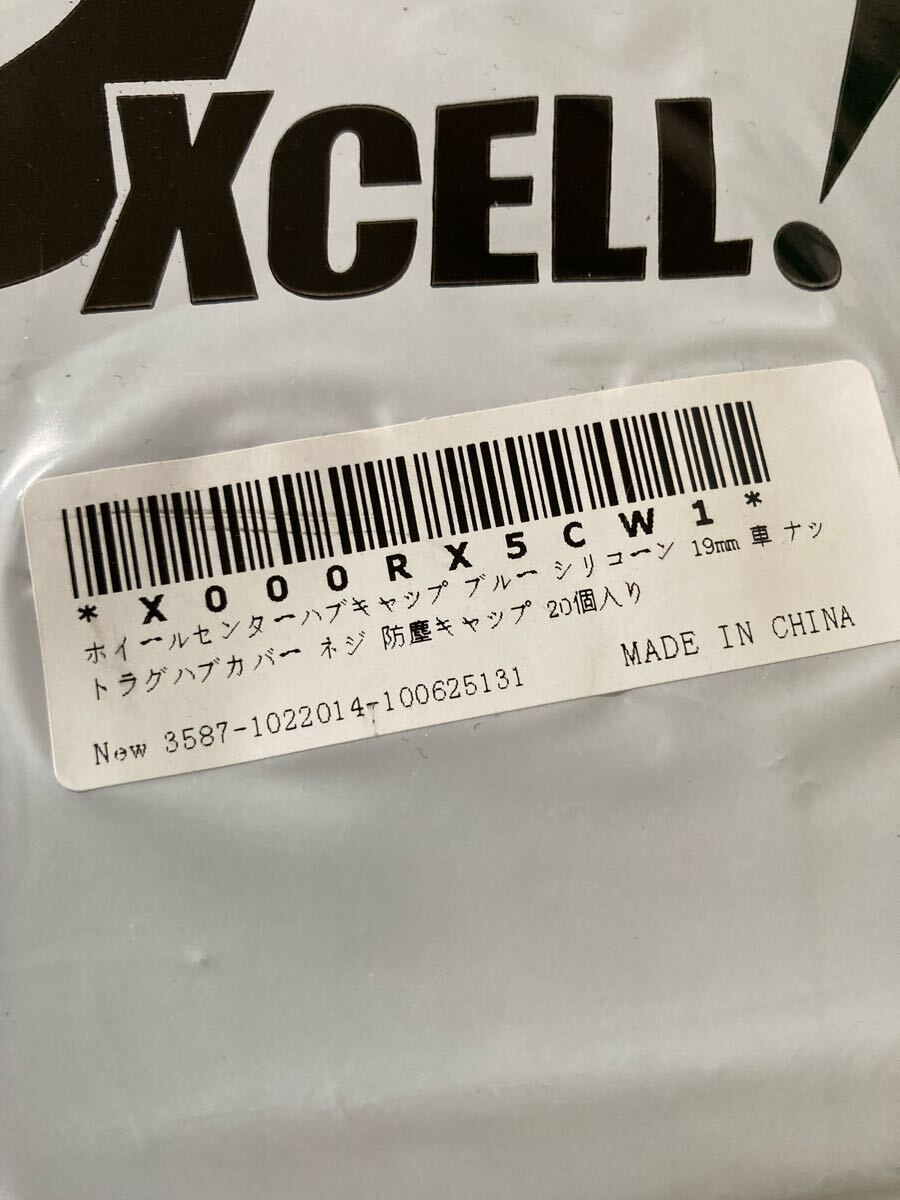 XCELL!
*X000RX5CW1*
ホイールセンターハブキャップ ブルー シリコーン 19mm 車 ナッ
トラグハブカバー ネジ 防塵キャップ 20個入り
New 3587-1022014-100625131
MADE IN CHINA